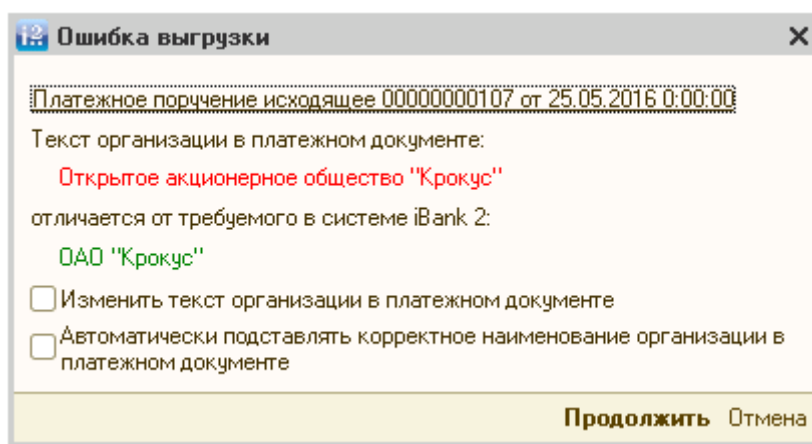 Ошибка выгрузки
Платежное поручение исходящее 00000000107 от 25.05.2016 0:00:00
Текст организации в платежном документе:
Открытое акционерное общество "Крокус"
отличается от требуемого в системе iBank 2:
ОАО "Крокус"
Изменить текст организации в платежном документе
Автоматически подставлять корректное наименование организации в
платежном документе
Продолжить Отмена